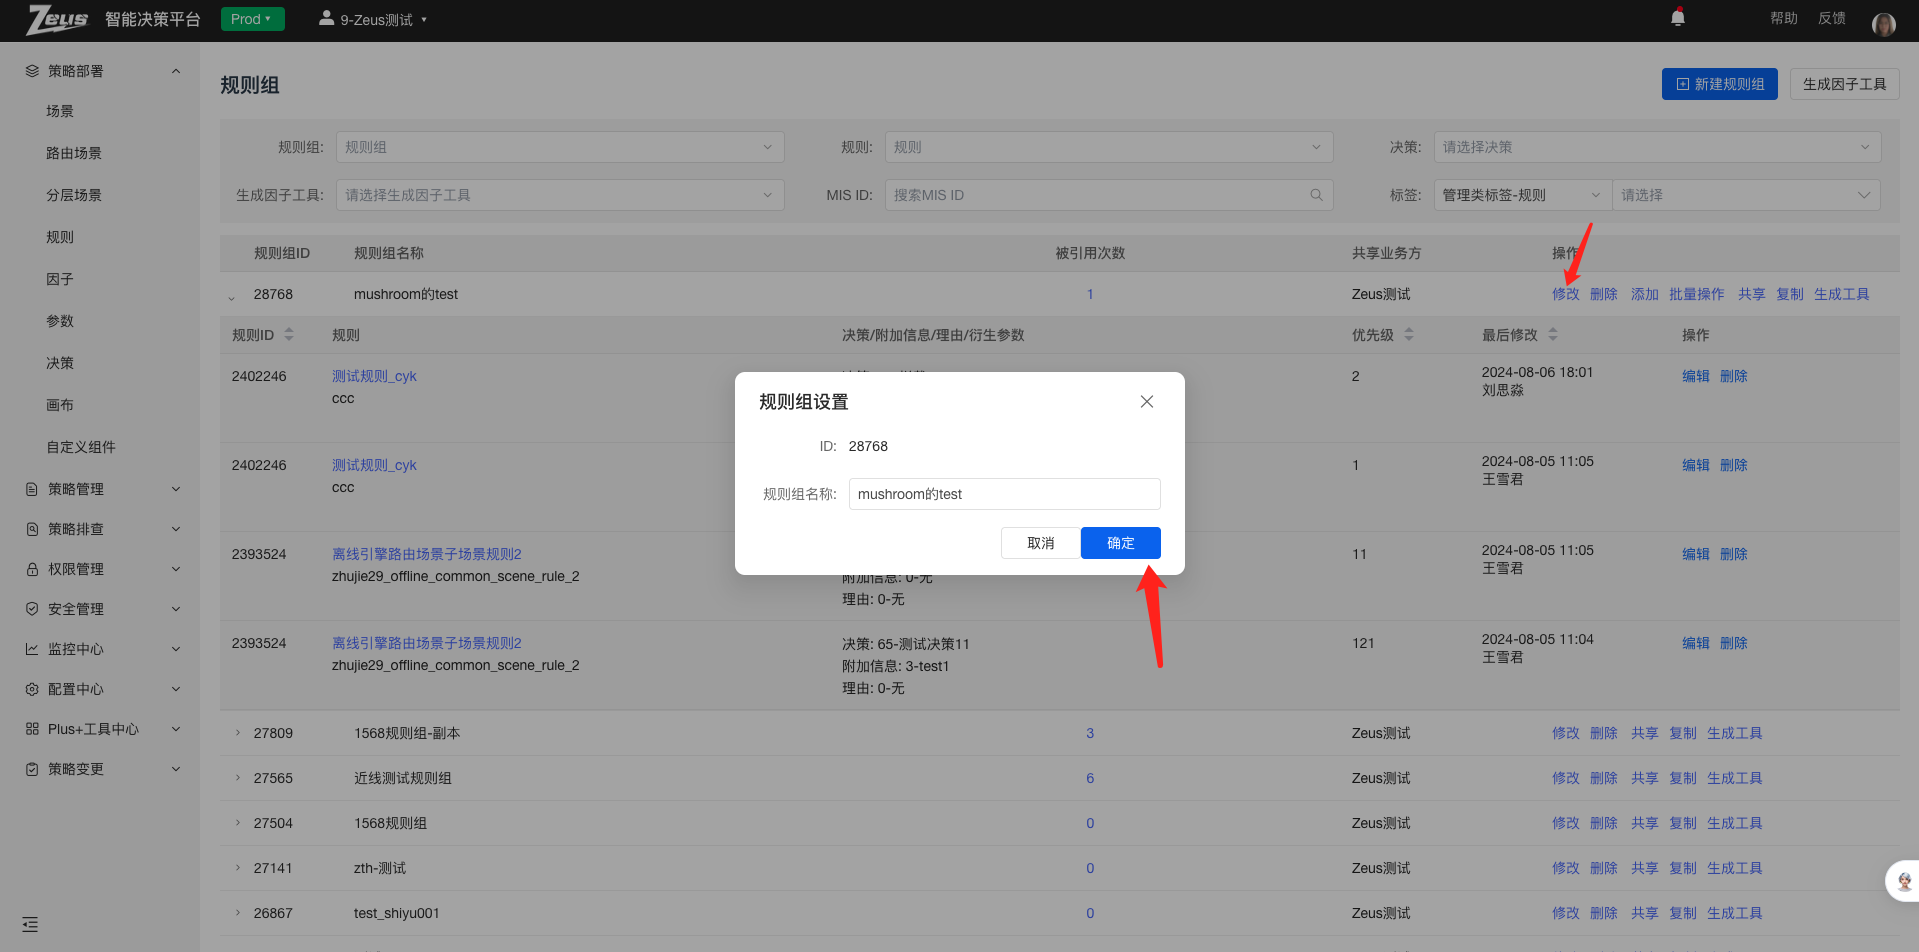 Zeus 智能决策平台 Prod 9-Zeus测试 帮助 反馈
策略部署
场景
路由场景
分层场景
规则
因子
参数
决策
画布
自定义组件
策略管理
策略排查
权限管理
安全管理
监控中心
配置中心
Plus+工具中心
策略变更
规则组 新建规则组 生成因子工具
规则组: 规则组 规则: 规则 决策: 请选择决策
生成因子工具: 请选择生成因子工具 MIS ID: 搜索MIS ID 标签: 管理类标签-规则 请选择
规则组ID 规则组名称 被引用次数 共享业务方 操作
28768 mushroom的test 1 Zeus测试 修改 删除 添加 批量操作 共享 复制 生成工具
规则ID 规则 决策/附加信息/理由/衍生参数 优先级 最后修改 操作
2402246 测试规则_cyk 2 2024-08-06 18:01 编辑 删除
ccc 刘思淼
2402246 测试规则_cyk 1 2024-08-05 11:05 编辑 删除
ccc 王雪君
2393524 离线引擎路由场景子场景规则2 11 2024-08-05 11:05 编辑 删除
zhujie29_offline_common_scene_rule_2 附加信息: 0-无 王雪君
理由: 0-无
2393524 离线引擎路由场景子场景规则2 决策: 65-测试决策11 121 2024-08-05 11:04 编辑 删除
zhujie29_offline_common_scene_rule_2 附加信息: 3-test1 王雪君
理由: 0-无
27809 1568规则组-副本 3 Zeus测试 修改 删除 共享 复制 生成工具
27565 近线测试规则组 6 Zeus测试 修改 删除 共享 复制 生成工具
27504 1568规则组 0 Zeus测试 修改 删除 共享 复制 生成工具
27141 zth-测试 0 Zeus测试 修改 删除 共享 复制 生成工具
26867 test_shiyu001 0 Zeus测试 修改 删除 共享 复制 生成工具
规则组设置
ID: 28768
规则组名称: mushroom的test
取消 确定